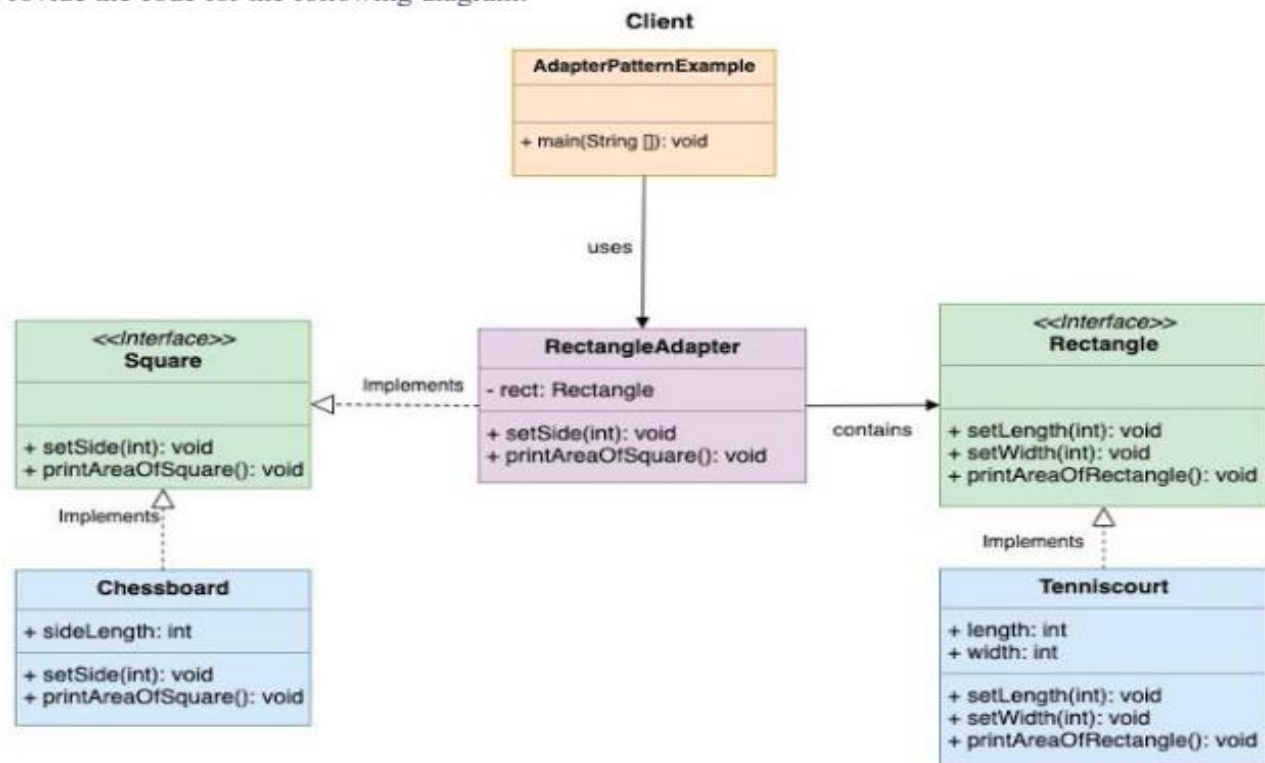 Client
AdapterPatternExample
+ main(String []): void
uses
<<Interface>>
Square
+ setSide(int): void
+ printAreaOfSquare(): void
Implements
RectangleAdapter
- rect: Rectangle
+ setSide(int): void
+ printAreaOfSquare(): void
contains
<<Interface>>
Rectangle
+ setLength(int): void
+ setWidth(int): void
+ printAreaOfRectangle(): void
Implements
Chessboard
+ sideLength: int
+ setSide(int): void
+ printAreaOfSquare(): void
Implements
Tenniscourt
+ length: int
+ width: int
+ setLength(int): void
+ setWidth(int): void
+ printAreaOfRectangle(): void